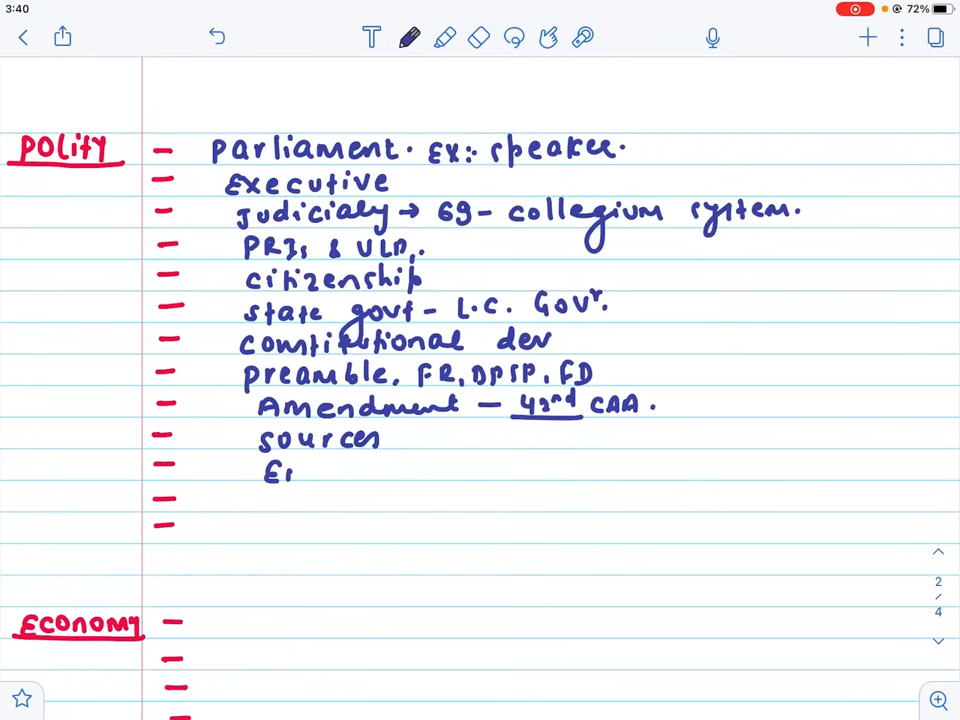 3:40
72%
POLITY
- Parliament. EX:- speaker.
- Executive
- Judicialy → 69 - collegium system.
- PRIs & ULB,.
- citizenship
- state govt - L.C. Govr.
- constitutional dev
- preamble, FR, DPSP, FD
- Amendment - 42nd CAA.
- sources
-
-
-
2
/
4
ECONOMY -
-
-
-